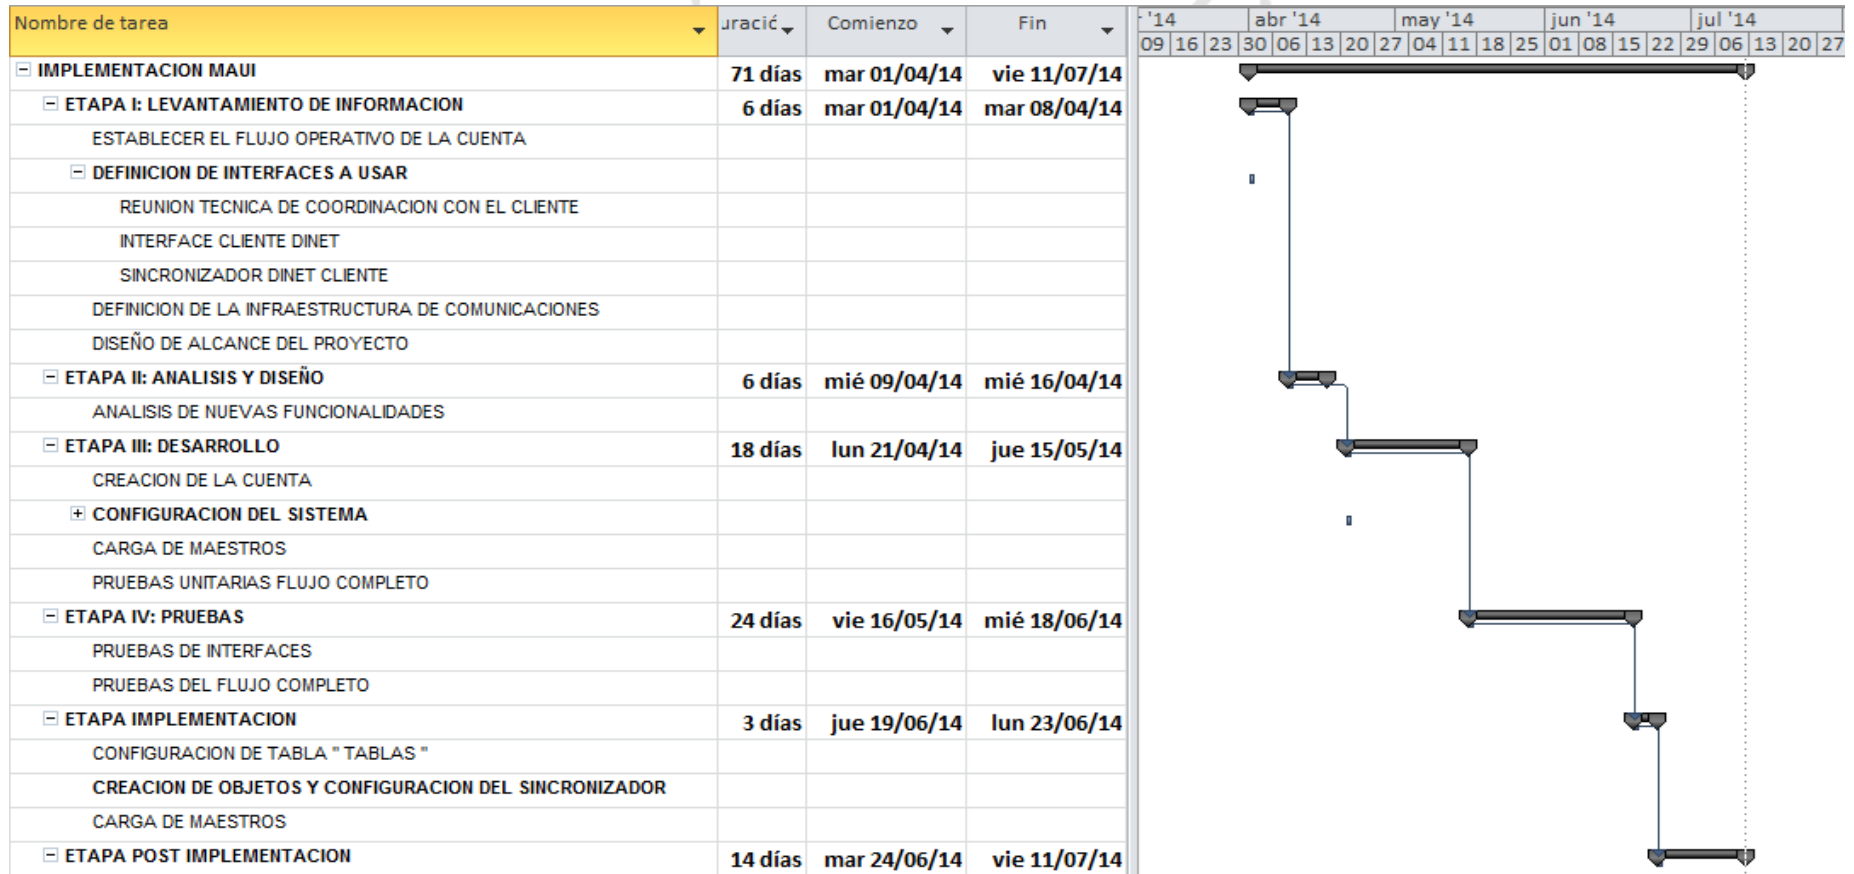 Nombre de tarea uració Comienzo Fin '14 abr '14 may '14 jun '14 jul '14
09 16 23 30 06 13 20 27 04 11 18 25 01 08 15 22 29 06 13 20 27
IMPLEMENTACION MAUI 71 días mar 01/04/14 vie 11/07/14
ETAPA I: LEVANTAMIENTO DE INFORMACION 6 días mar 01/04/14 mar 08/04/14
ESTABLECER EL FLUJO OPERATIVO DE LA CUENTA
DEFINICION DE INTERFACES A USAR
REUNION TECNICA DE COORDINACION CON EL CLIENTE
INTERFACE CLIENTE DINET
SINCRONIZADOR DINET CLIENTE
DEFINICION DE LA INFRAESTRUCTURA DE COMUNICACIONES
DISEÑO DE ALCANCE DEL PROYECTO
ETAPA II: ANALISIS Y DISEÑO 6 días mié 09/04/14 mié 16/04/14
ANALISIS DE NUEVAS FUNCIONALIDADES
ETAPA III: DESARROLLO 18 días lun 21/04/14 jue 15/05/14
CREACION DE LA CUENTA
CONFIGURACION DEL SISTEMA
CARGA DE MAESTROS
PRUEBAS UNITARIAS FLUJO COMPLETO
ETAPA IV: PRUEBAS 24 días vie 16/05/14 mié 18/06/14
PRUEBAS DE INTERFACES
PRUEBAS DEL FLUJO COMPLETO
ETAPA IMPLEMENTACION 3 días jue 19/06/14 lun 23/06/14
CONFIGURACION DE TABLA " TABLAS "
CREACION DE OBJETOS Y CONFIGURACION DEL SINCRONIZADOR
CARGA DE MAESTROS
ETAPA POST IMPLEMENTACION 14 días mar 24/06/14 vie 11/07/14